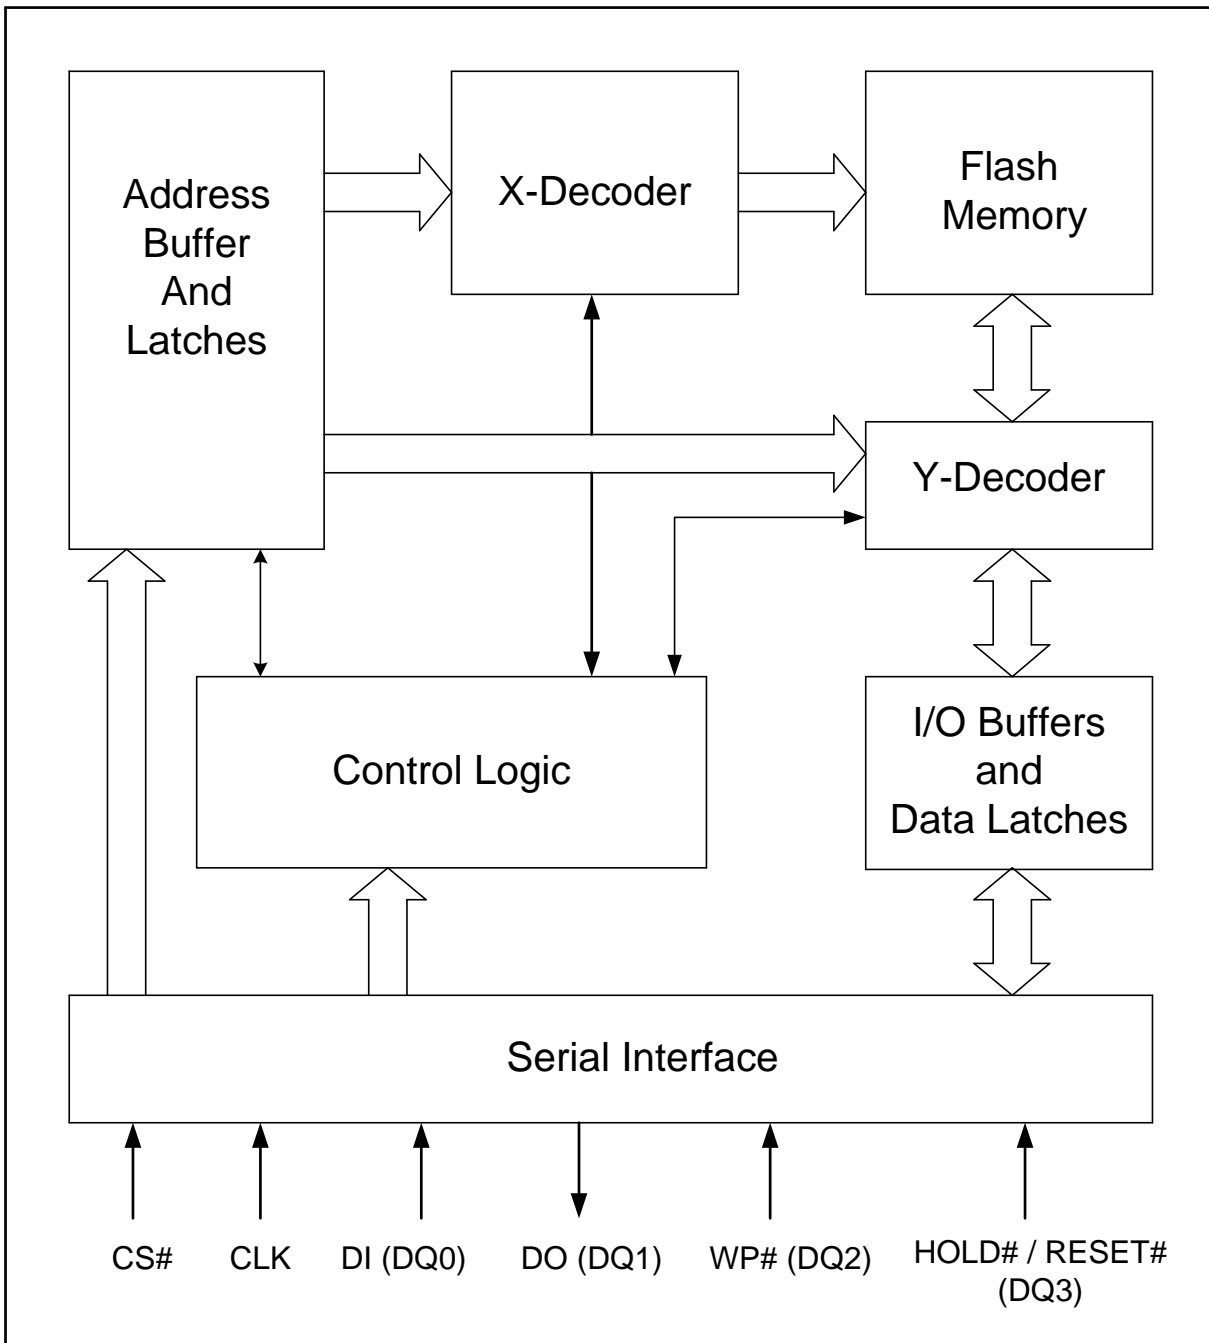 Address
Buffer
And
Latches
X-Decoder
Flash
Memory
Y-Decoder
Control Logic
I/O Buffers
and
Data Latches
Serial Interface
CS#
CLK
DI (DQ0)
DO (DQ1)
WP# (DQ2)
HOLD# / RESET#
(DQ3)